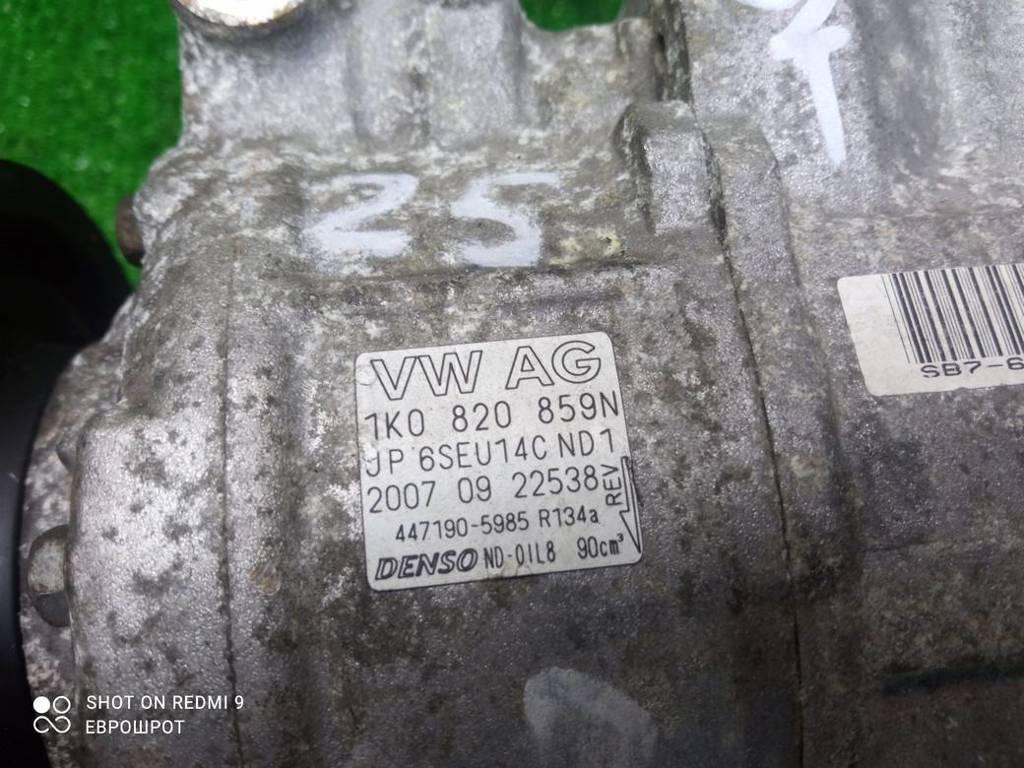 25
VW AG
1K0 820 859N
JP 6SEU14C ND1
2007 09 22538
REV
447190-5985 R134a
DENSO ND-OIL8 90cm³
SB7-6
SHOT ON REDMI 9
ЕВРОШРОТ